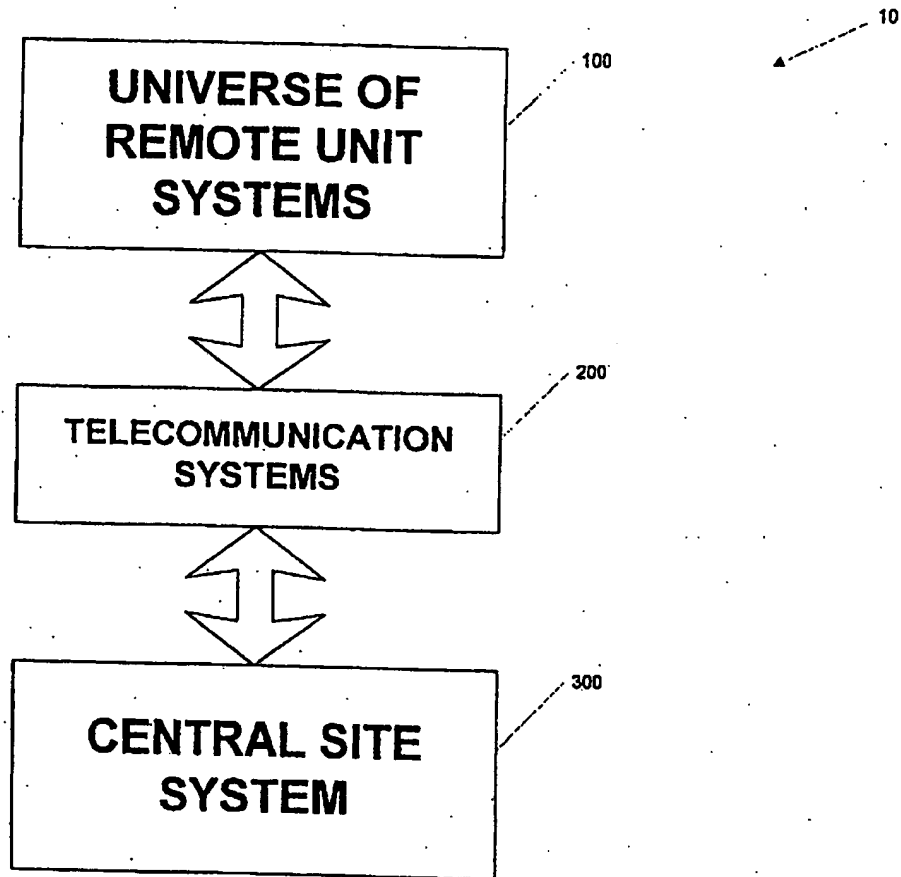 10
100
UNIVERSE OF
REMOTE UNIT
SYSTEMS
200
TELECOMMUNICATION
SYSTEMS
300
CENTRAL SITE
SYSTEM